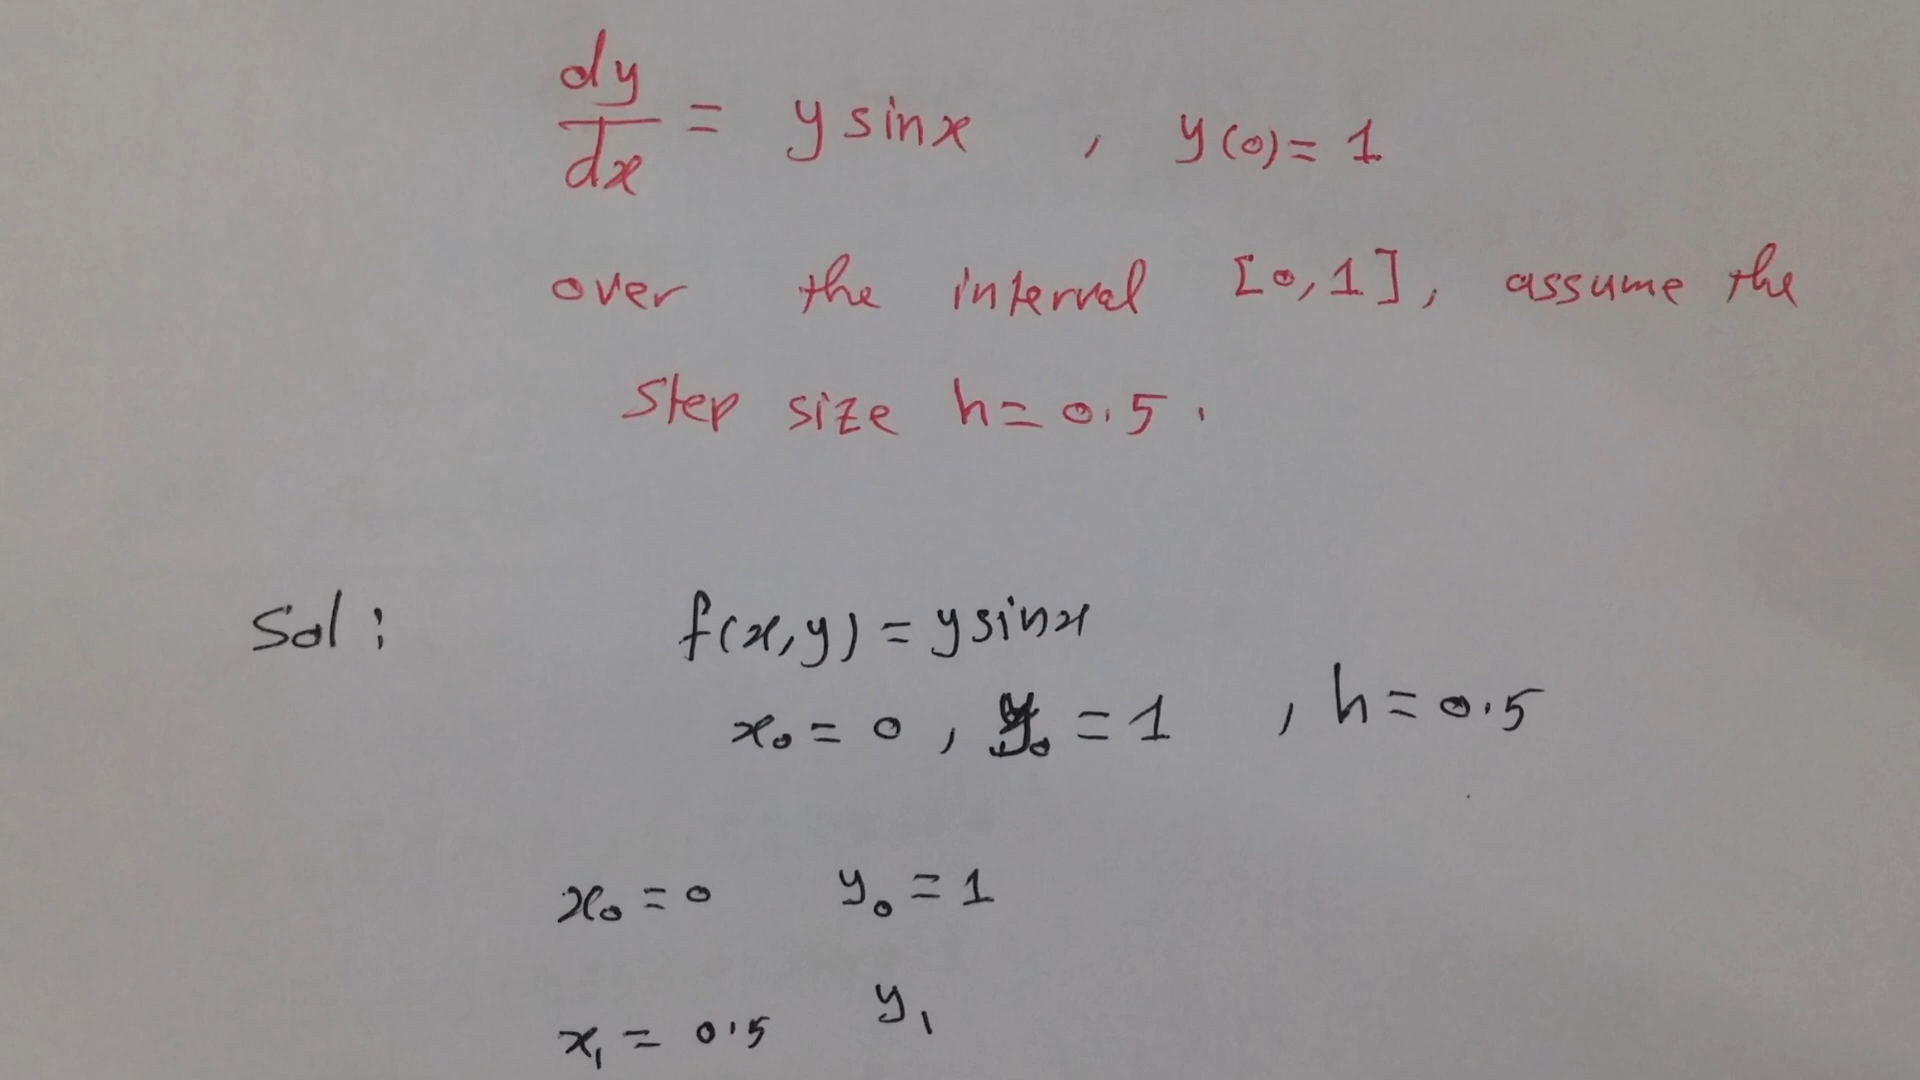 dy/dx = y sinx , y(0) = 1
over the interval [0,1], assume the
step size h = 0.5.
Sol: f(x,y) = y sinx
x₀ = 0 , y₀ = 1 , h = 0.5
x₀ = 0 y₀ = 1
x₁ = 0.5 y₁